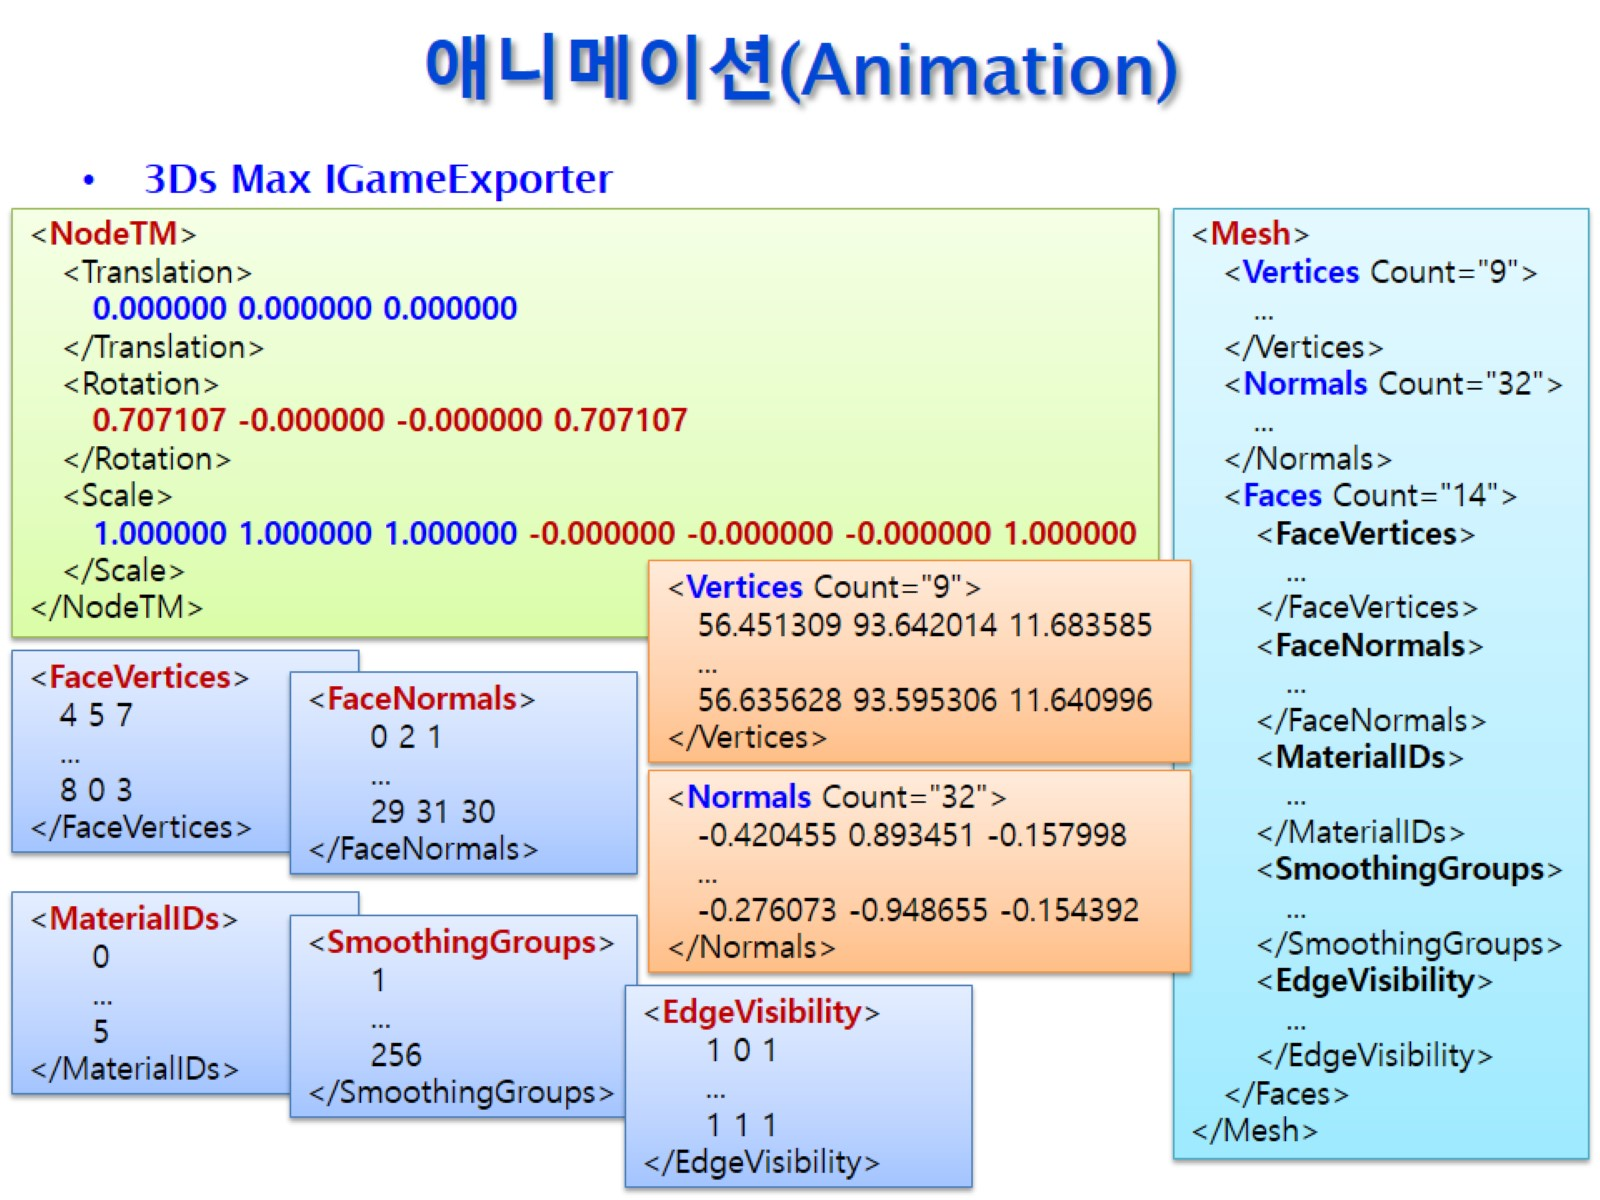 애니메이션(Animation)
• 3Ds Max IGameExporter
<NodeTM>
<Translation>
0.000000 0.000000 0.000000
</Translation>
<Rotation>
0.707107 -0.000000 -0.000000 0.707107
</Rotation>
<Scale>
1.000000 1.000000 1.000000 -0.000000 -0.000000 -0.000000 1.000000
</Scale>
</NodeTM>
<Mesh>
<Vertices Count="9">
...
</Vertices>
<Normals Count="32">
...
</Normals>
<Faces Count="14">
<FaceVertices>
...
</FaceVertices>
<FaceNormals>
...
</FaceNormals>
<MaterialIDs>
...
</MaterialIDs>
<SmoothingGroups>
...
</SmoothingGroups>
<EdgeVisibility>
...
</EdgeVisibility>
</Faces>
</Mesh>
<Vertices Count="9">
56.451309 93.642014 11.683585
...
56.635628 93.595306 11.640996
</Vertices>
<Normals Count="32">
-0.420455 0.893451 -0.157998
...
-0.276073 -0.948655 -0.154392
</Normals>
<FaceVertices>
4 5 7
...
8 0 3
</FaceVertices>
<FaceNormals>
0 2 1
...
29 31 30
</FaceNormals>
<MaterialIDs>
0
...
5
</MaterialIDs>
<SmoothingGroups>
1
...
256
</SmoothingGroups>
<EdgeVisibility>
1 0 1
...
1 1 1
</EdgeVisibility>